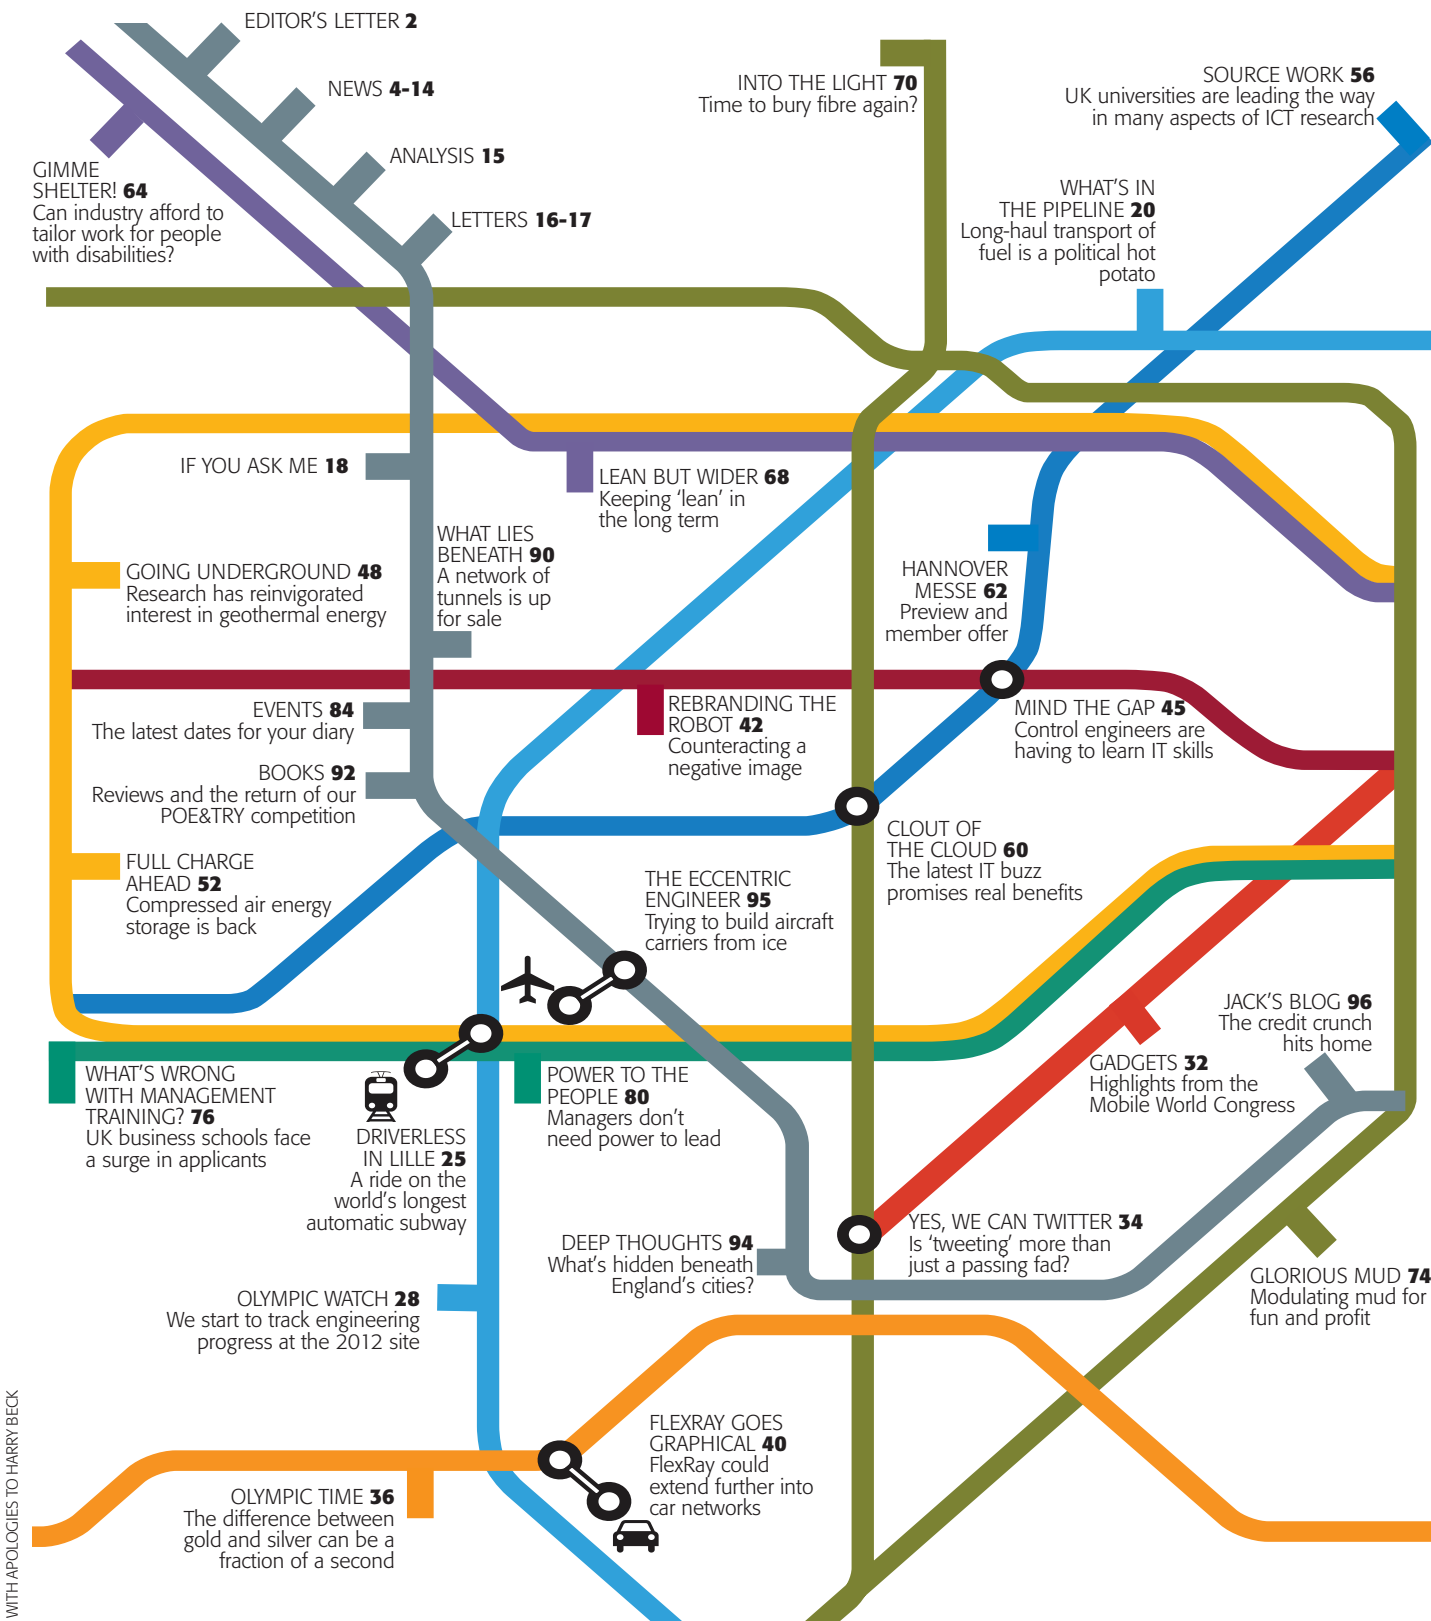 EDITOR'S LETTER 2
NEWS 4-14
ANALYSIS 15
LETTERS 16-17
GIMME
SHELTER! 64
Can industry afford to
tailor work for people
with disabilities?
INTO THE LIGHT 70
Time to bury fibre again?
SOURCE WORK 56
UK universities are leading the way
in many aspects of ICT research
WHAT'S IN
THE PIPELINE 20
Long-haul transport of
fuel is a political hot
potato
IF YOU ASK ME 18
LEAN BUT WIDER 68
Keeping 'lean' in
the long term
WHAT LIES
BENEATH 90
A network of
tunnels is up
for sale
GOING UNDERGROUND 48
Research has reinvigorated
interest in geothermal energy
HANNOVER
MESSE 62
Preview and
member offer
EVENTS 84
The latest dates for your diary
REBRANDING THE
ROBOT 42
Counteracting a
negative image
MIND THE GAP 45
Control engineers are
having to learn IT skills
BOOKS 92
Reviews and the return of our
POE&TRY competition
CLOUT OF
THE CLOUD 60
The latest IT buzz
promises real benefits
FULL CHARGE
AHEAD 52
Compressed air energy
storage is back
THE ECCENTRIC
ENGINEER 95
Trying to build aircraft
carriers from ice
JACK'S BLOG 96
The credit crunch
hits home
WHAT'S WRONG
WITH MANAGEMENT
TRAINING? 76
UK business schools face
a surge in applicants
POWER TO THE
PEOPLE 80
Managers don't
need power to lead
GADGETS 32
Highlights from the
Mobile World Congress
DRIVERLESS
IN LILLE 25
A ride on the
world's longest
automatic subway
DEEP THOUGHTS 94
What's hidden beneath
England's cities?
YES, WE CAN TWITTER 34
Is 'tweeting' more than
just a passing fad?
GLORIOUS MUD 74
Modulating mud for
fun and profit
OLYMPIC WATCH 28
We start to track engineering
progress at the 2012 site
FLEXRAY GOES
GRAPHICAL 40
FlexRay could
extend further into
car networks
OLYMPIC TIME 36
The difference between
gold and silver can be a
fraction of a second
WITH APOLOGIES TO HARRY BECK